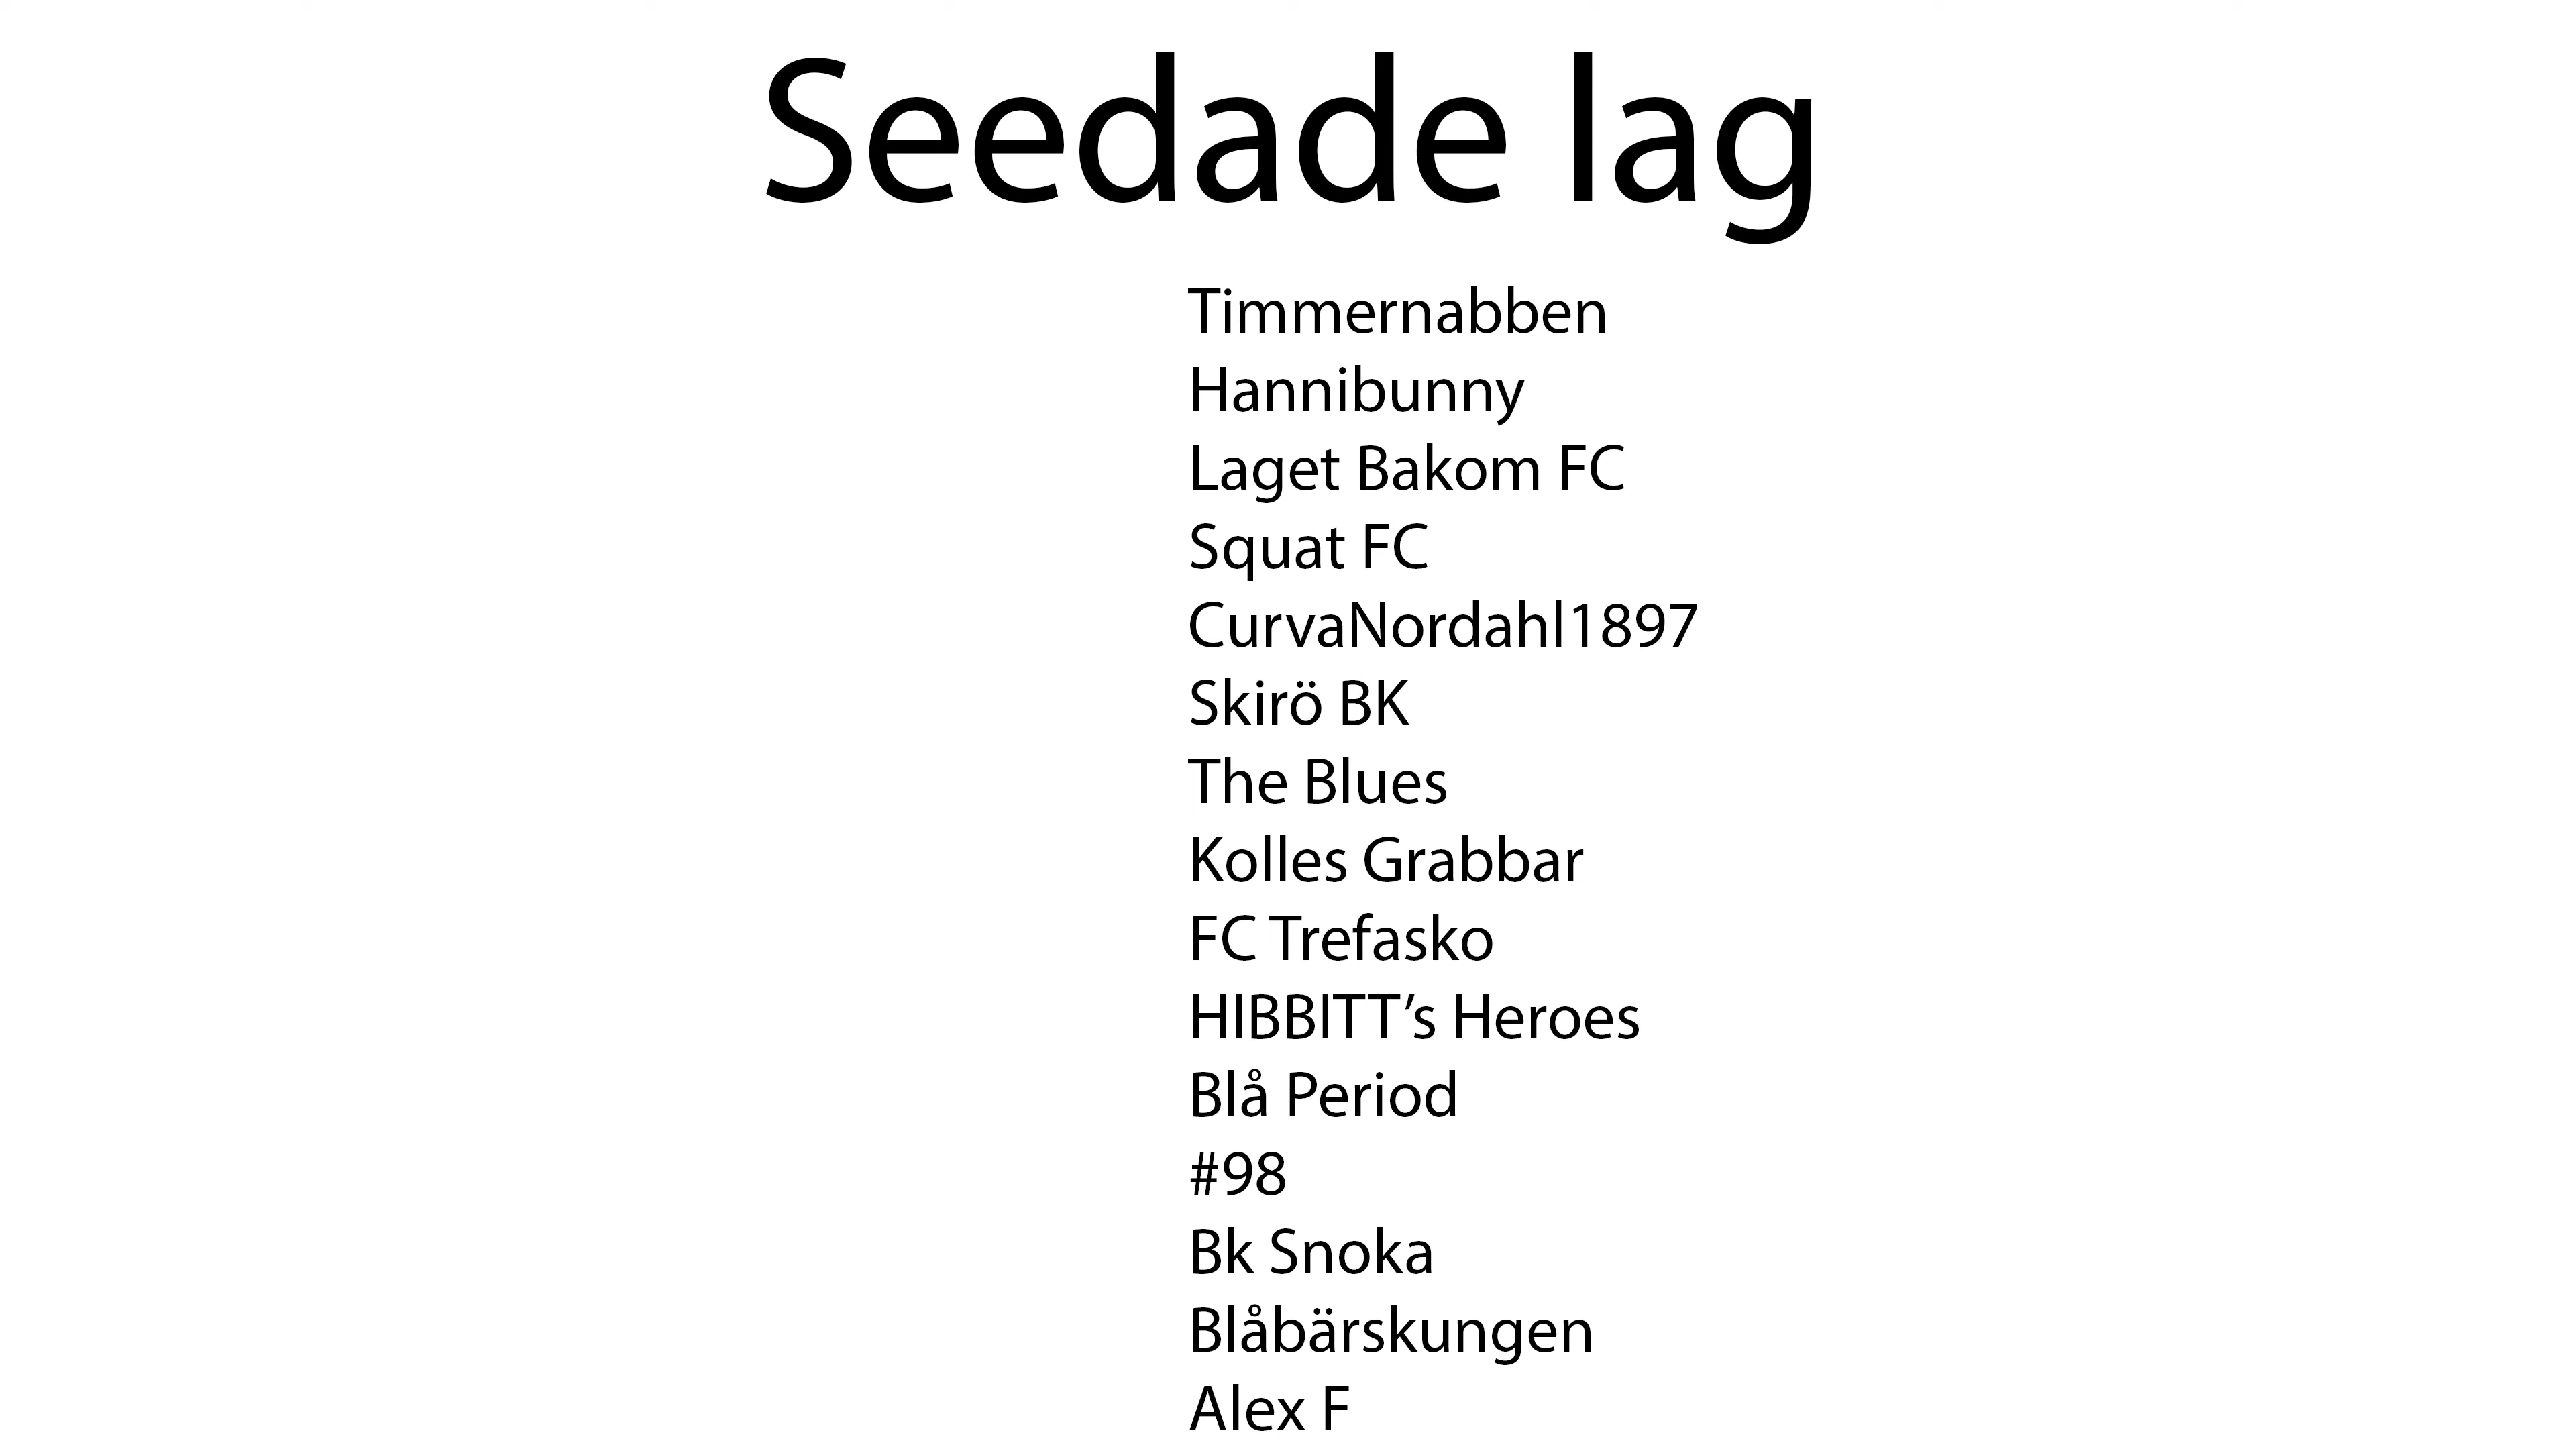 Seedade lag
Timmernabben
Hannibunny
Laget Bakom FC
Squat FC
CurvaNordahl1897
Skirö BK
The Blues
Kolles Grabbar
FC Trefasko
HIBBITT’s Heroes
Blå Period
#98
Bk Snoka
Blåbärskungen
Alex F